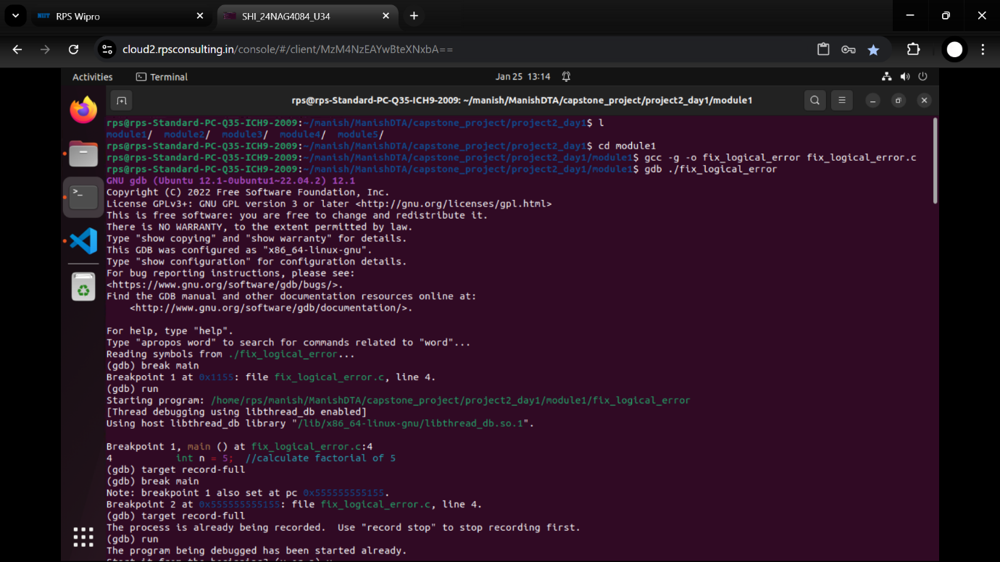 RPS Wipro
SHI_24NAG4084_U34
cloud2.rpsconsulting.in/console/#/client/MzM4NzEAYwBteXNxbA==
Activities
Terminal
Jan 25 13:14
rps@rps-Standard-PC-Q35-ICH9-2009: ~/manish/ManishDTA/capstone_project/project2_day1/module1
rps@rps-Standard-PC-Q35-ICH9-2009:~/manish/ManishDTA/capstone_project/project2_day1$ l
module1/  module2/  module3/  module4/  module5/
rps@rps-Standard-PC-Q35-ICH9-2009:~/manish/ManishDTA/capstone_project/project2_day1$ cd module1
rps@rps-Standard-PC-Q35-ICH9-2009:~/manish/ManishDTA/capstone_project/project2_day1/module1$ gcc -g -o fix_logical_error fix_logical_error.c
rps@rps-Standard-PC-Q35-ICH9-2009:~/manish/ManishDTA/capstone_project/project2_day1/module1$ gdb ./fix_logical_error
GNU gdb (Ubuntu 12.1-0ubuntu1~22.04.2) 12.1
Copyright (C) 2022 Free Software Foundation, Inc.
License GPLv3+: GNU GPL version 3 or later <http://gnu.org/licenses/gpl.html>
This is free software: you are free to change and redistribute it.
There is NO WARRANTY, to the extent permitted by law.
Type "show copying" and "show warranty" for details.
This GDB was configured as "x86_64-linux-gnu".
Type "show configuration" for configuration details.
For bug reporting instructions, please see:
<https://www.gnu.org/software/gdb/bugs/>.
Find the GDB manual and other documentation resources online at:
    <http://www.gnu.org/software/gdb/documentation/>.
For help, type "help".
Type "apropos word" to search for commands related to "word"...
Reading symbols from ./fix_logical_error...
(gdb) break main
Breakpoint 1 at 0x1155: file fix_logical_error.c, line 4.
(gdb) run
Starting program: /home/rps/manish/ManishDTA/capstone_project/project2_day1/module1/fix_logical_error
[Thread debugging using libthread_db enabled]
Using host libthread_db library "/lib/x86_64-linux-gnu/libthread_db.so.1".
Breakpoint 1, main () at fix_logical_error.c:4
4           int n = 5;  //calculate factorial of 5
(gdb) target record-full
(gdb) break main
Note: breakpoint 1 also set at pc 0x555555555155.
Breakpoint 2 at 0x555555555155: file fix_logical_error.c, line 4.
(gdb) target record-full
The process is already being recorded.  Use "record stop" to stop recording first.
(gdb) run
The program being debugged has been started already.